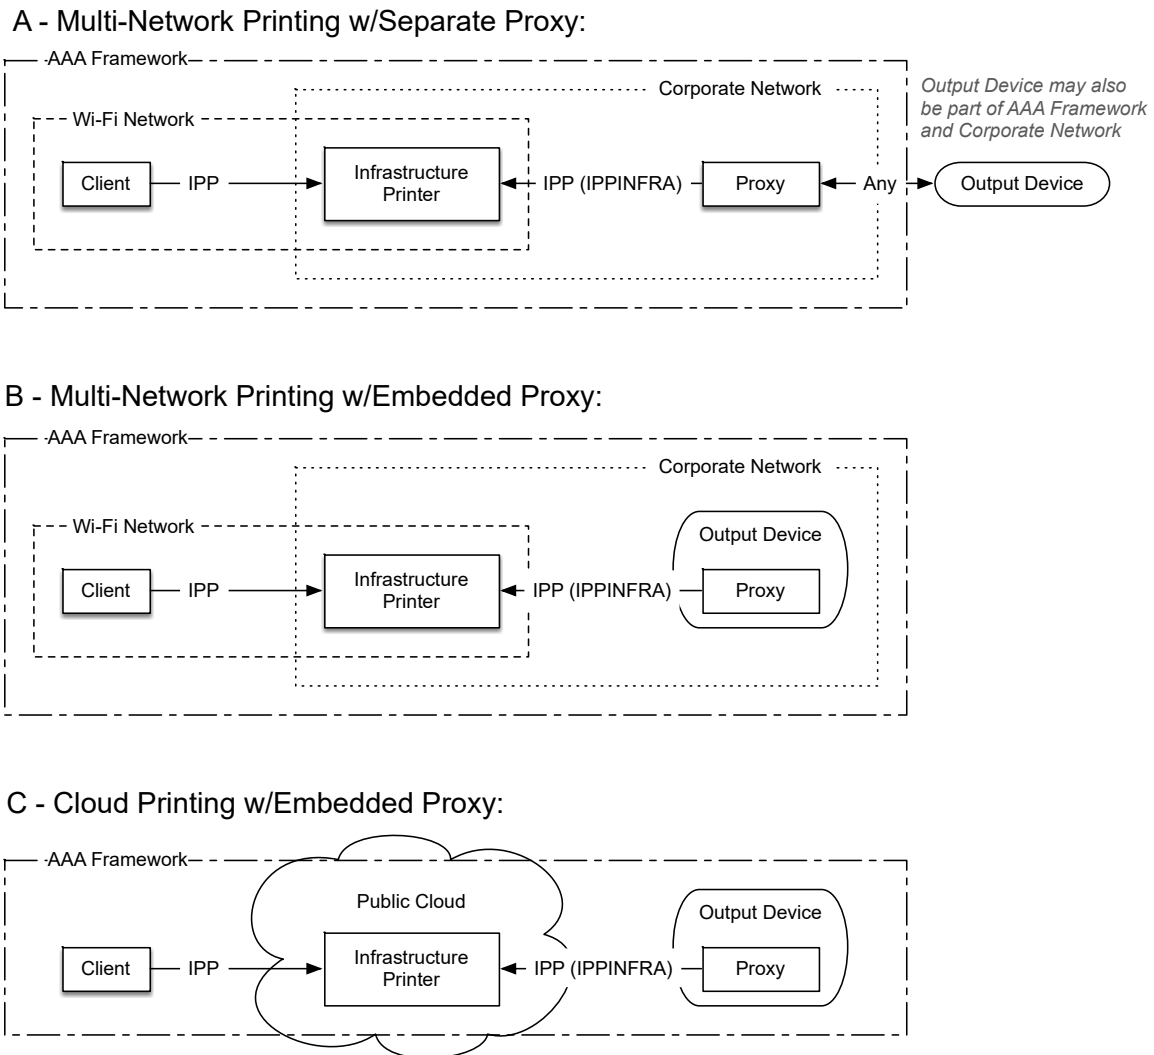 A - Multi-Network Printing w/Separate Proxy:
AAA Framework
Corporate Network
Output Device may also
be part of AAA Framework
and Corporate Network
Wi-Fi Network
Client
IPP
Infrastructure
Printer
IPP (IPPINFRA)
Proxy
Any
Output Device
B - Multi-Network Printing w/Embedded Proxy:
AAA Framework
Corporate Network
Wi-Fi Network
Output Device
Client
IPP
Infrastructure
Printer
IPP (IPPINFRA)
Proxy
C - Cloud Printing w/Embedded Proxy:
AAA Framework
Public Cloud
Output Device
Client
IPP
Infrastructure
Printer
IPP (IPPINFRA)
Proxy